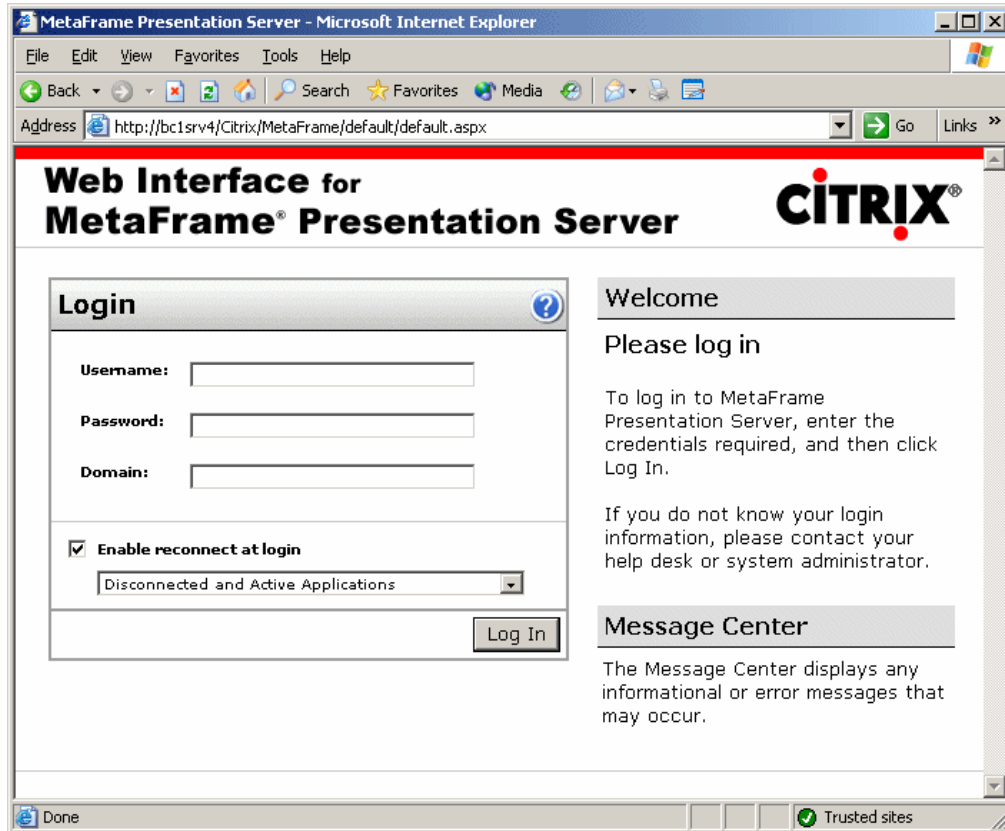 MetaFrame Presentation Server - Microsoft Internet Explorer
File Edit View Favorites Tools Help
Back Search Favorites Media
Address http://bc1srv4/Citrix/MetaFrame/default/default.aspx Go Links »
Web Interface for
MetaFrame® Presentation Server
CITRIX®
Login ?
Username:
Password:
Domain:
Enable reconnect at login
Disconnected and Active Applications
Log In
Welcome
Please log in
To log in to MetaFrame
Presentation Server, enter the
credentials required, and then click
Log In.
If you do not know your login
information, please contact your
help desk or system administrator.
Message Center
The Message Center displays any
informational or error messages that
may occur.
Done Trusted sites